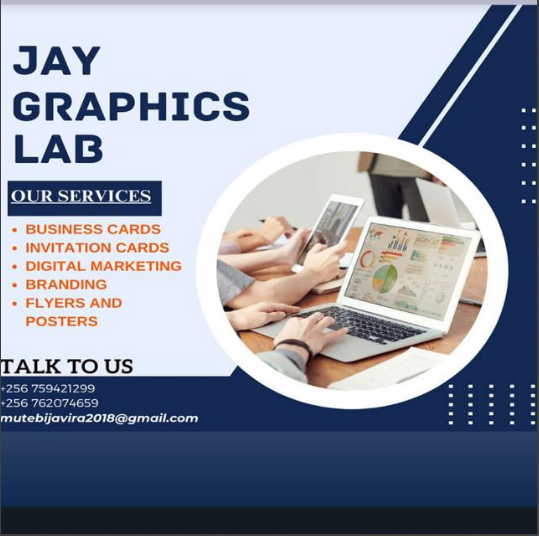 JAY
GRAPHICS
LAB
OUR SERVICES
• BUSINESS CARDS
• INVITATION CARDS
• DIGITAL MARKETING
• BRANDING
• FLYERS AND
POSTERS
TALK TO US
+256 759421299
+256 762074659
mutebijavira2018@gmail.com